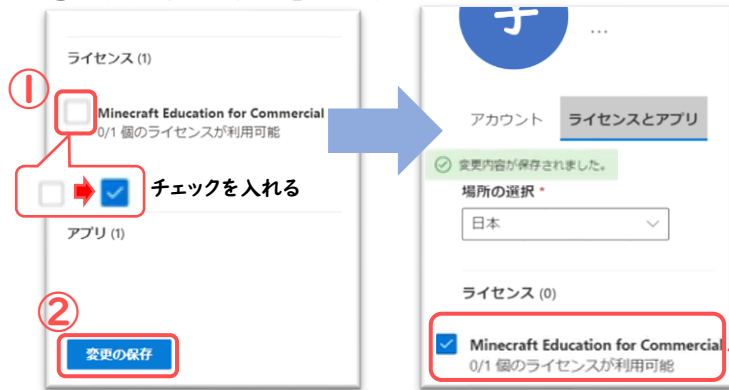 ライセンス (1)
①
Minecraft Education for Commercial
0/1 個のライセンスが利用可能
チェックを入れる
アプリ (1)
②
変更の保存
...
アカウント
ライセンスとアプリ
変更内容が保存されました。
場所の選択 *
日本
ライセンス (0)
Minecraft Education for Commercial
0/1 個のライセンスが利用可能